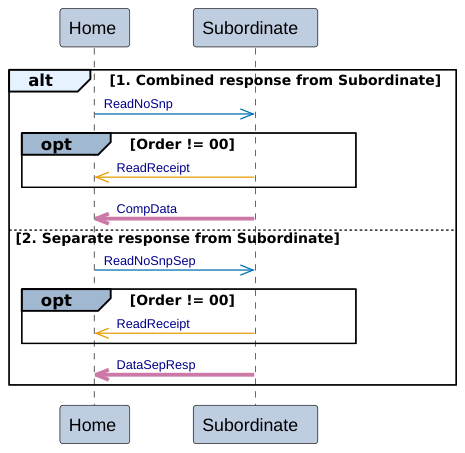 Home Subordinate
alt [1. Combined response from Subordinate]
ReadNoSnp
opt [Order != 00]
ReadReceipt
CompData
[2. Separate response from Subordinate]
ReadNoSnpSep
opt [Order != 00]
ReadReceipt
DataSepResp
Home Subordinate